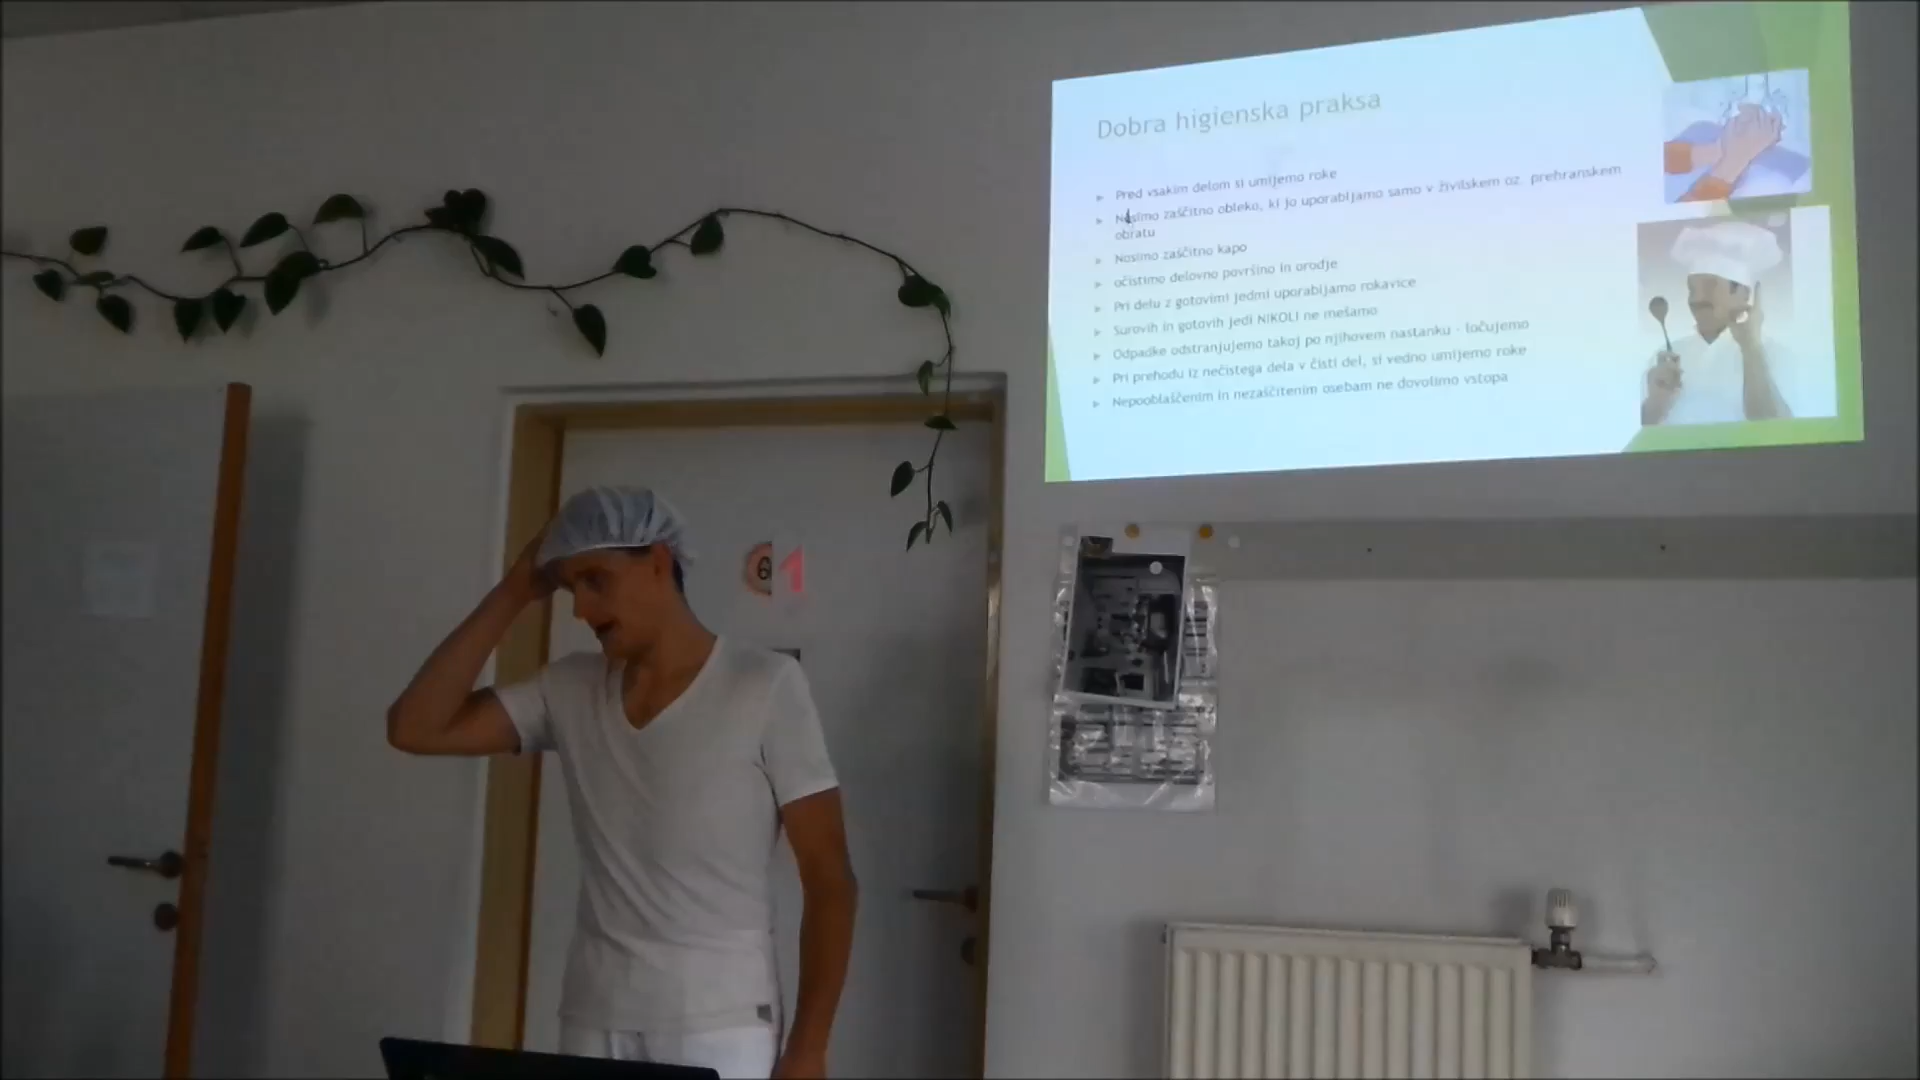 Dobra higienska praksa
Pred vsakim delom si umijemo roke
Nosimo zaščitno obleko, ki jo uporabljamo samo v živilskem oz. prehranskem
obratu
Nosimo zaščitno kapo
očistimo delovno površino in orodje
Pri delu z gotovimi jedmi uporabljamo rokavice
Surovih in gotovih jedi NIKOLI ne mešamo
Odpadke odstranjujemo takoj po njihovem nastanku - ločujemo
Pri prehodu iz nečistega dela v čisti del, si vedno umijemo roke
Nepooblaščenim in nezaščitenim osebam ne dovolimo vstopa
6
1